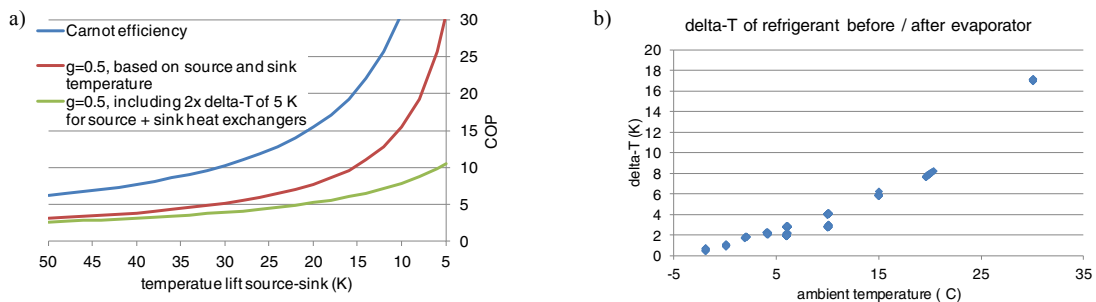 a)
Carnot efficiency
g=0.5, based on source and sink
temperature
g=0.5, including 2x delta-T of 5 K
for source + sink heat exchangers
30
25
20
15
10
5
0
COP
50 45 40 35 30 25 20 15 10 5
temperatue lift source-sink (K)
b)
delta-T of refrigerant before / after evaporator
20
18
16
14
12
10
8
6
4
2
0
delta-T (K)
-5 5 15 25 35
ambient temperature ( C)